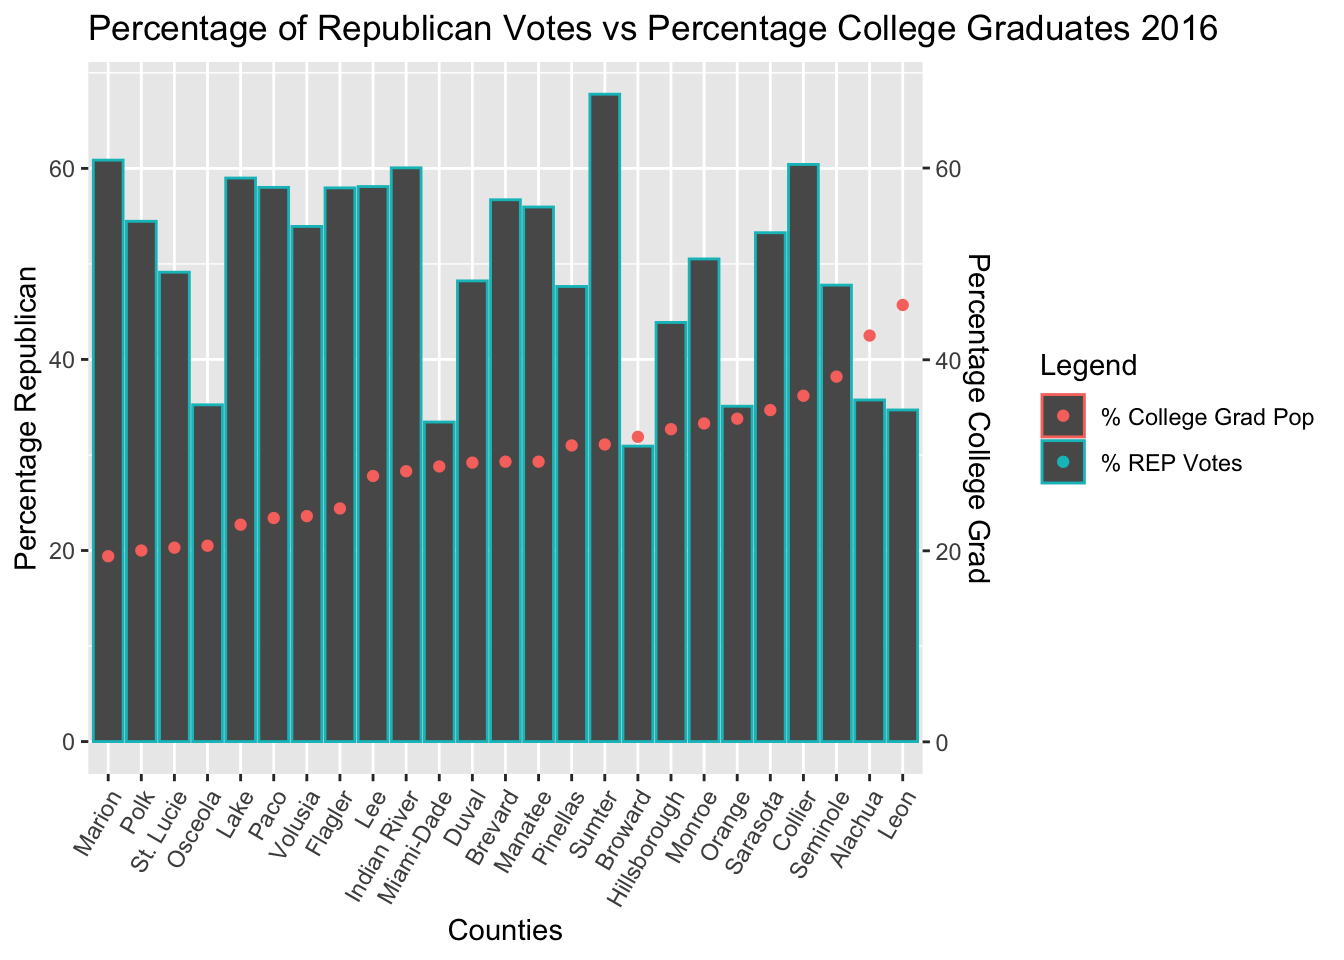 Percentage of Republican Votes vs Percentage College Graduates 2016
Percentage Republican
60
40
20
0
60
40
20
0
Percentage College Grad
Legend
% College Grad Pop
% REP Votes
Marion
Polk
St. Lucie
Osceola
Lake
Paco
Volusia
Flagler
Lee
Indian River
Miami-Dade
Duval
Brevard
Manatee
Pinellas
Sumter
Broward
Hillsborough
Monroe
Orange
Sarasota
Collier
Seminole
Alachua
Leon
Counties